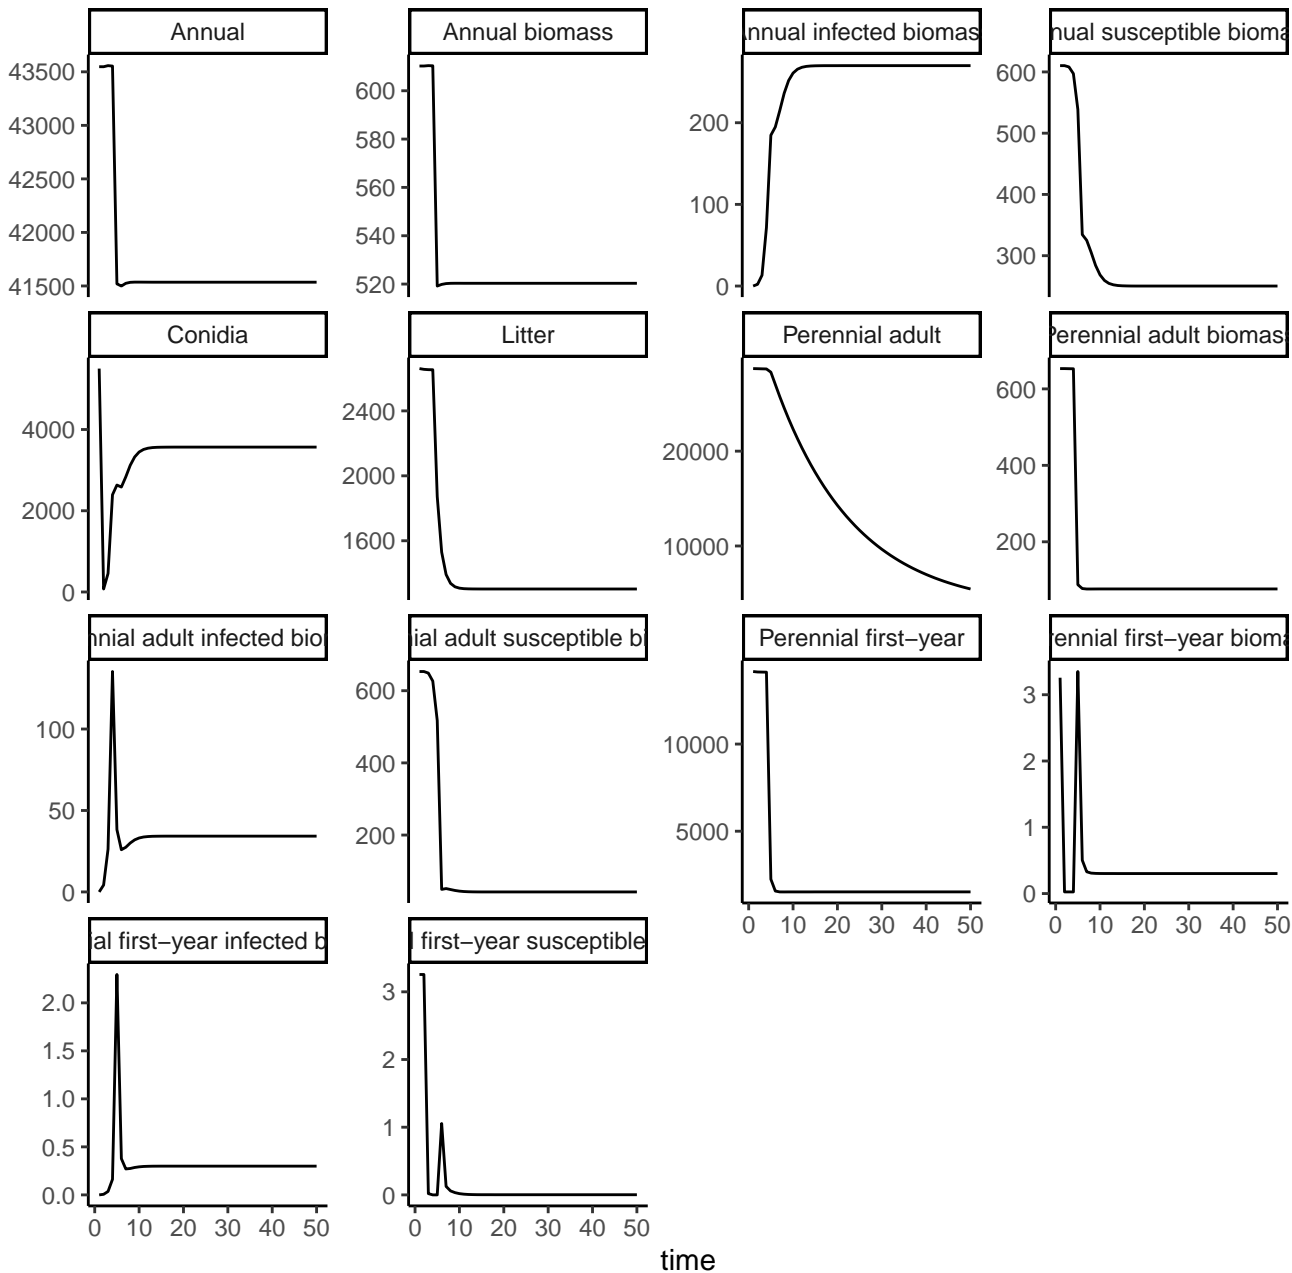 Annual
Annual biomass
Annual infected biomas
nual susceptible bioma
43500
43000
42500
42000
41500
600
580
560
540
520
200
100
0
600
500
400
300
Conidia
Litter
Perennial adult
Perennial adult biomas
4000
2000
0
2400
2000
1600
20000
10000
600
400
200
nnial adult infected bio
ial adult susceptible bi
Perennial first−year
rennial first−year bioma
100
50
0
600
400
200
10000
5000
3
2
1
0
0 10 20 30 40 50
0 10 20 30 40 50
ial first−year infected b
l first−year susceptible
2.0
1.5
1.0
0.5
0.0
3
2
1
0
0 10 20 30 40 50
0 10 20 30 40 50
time